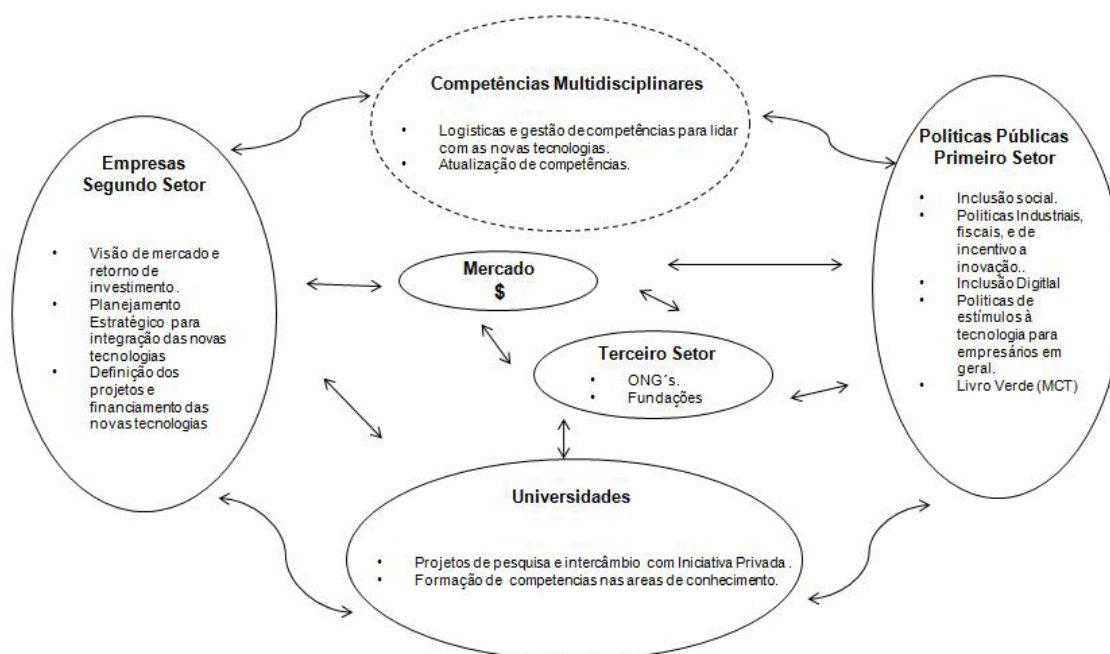 Competências Multidisciplinares
• Logisticas e gestão de competências para lidar
com as novas tecnologias.
• Atualização de competências.
Empresas
Segundo Setor
• Visão de mercado e
retorno de
investimento.
• Planejamento
Estratégico para
integração das novas
tecnologias
• Definição dos
projetos e
financiamento das
novas tecnologias
Politicas Públicas
Primeiro Setor
• Inclusão social.
• Politicas Industriais,
fiscais, e de
incentivo a
inovação..
• Inclusão Digitlal
• Politicas de
estímulos à
tecnologia para
empresários em
geral.
• Livro Verde (MCT)
Mercado
$
Terceiro Setor
• ONG´s.
• Fundações
Universidades
• Projetos de pesquisa e intercâmbio com Iniciativa Privada .
• Formação de competencias nas areas de conhecimento.